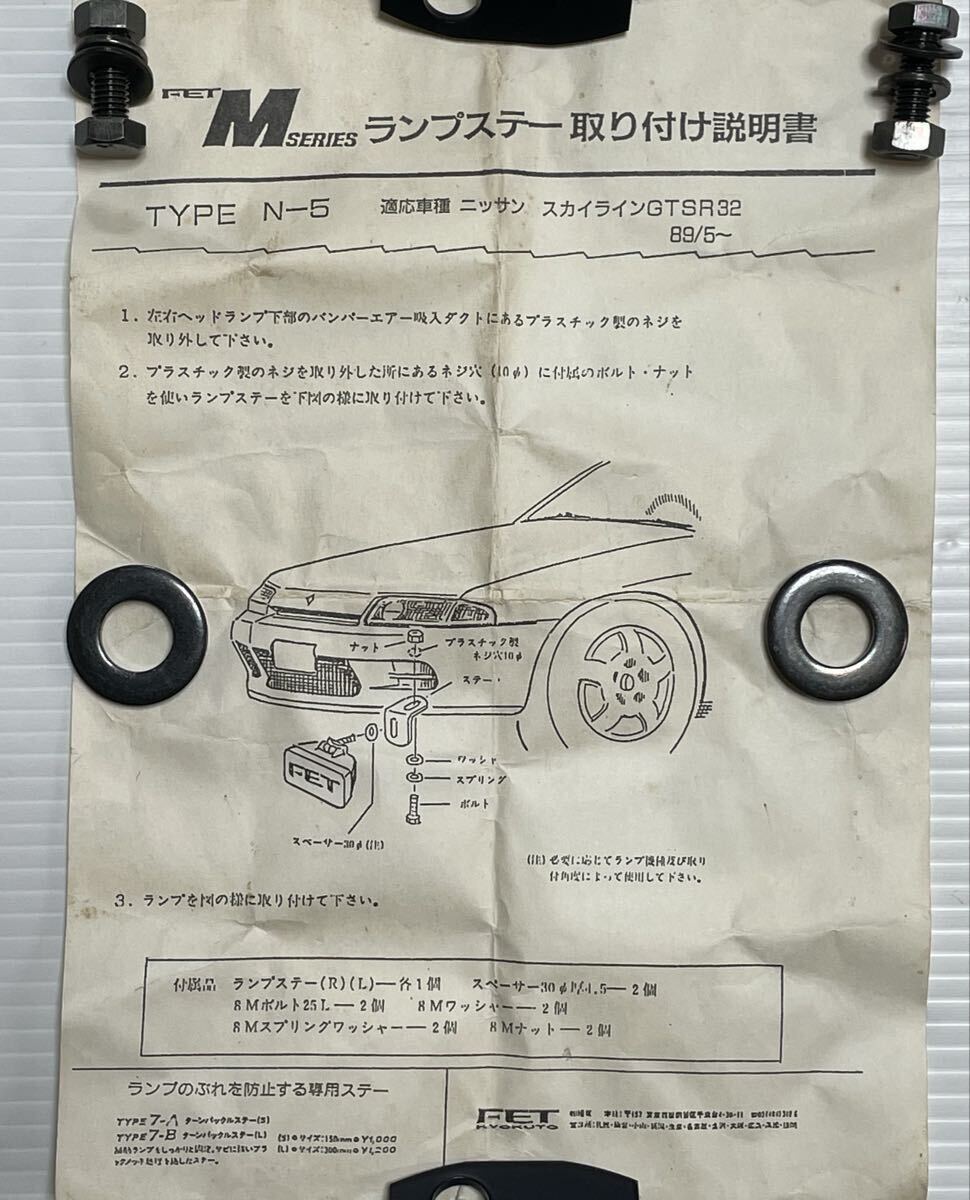 FET M SERIES ランプステー取り付け説明書
TYPE N-5 適応車種 ニッサン スカイラインGTSR32
89/5~
1. 左右ヘッドランプ下部のバンパーエアー吸入ダクトにあるプラスチック製のネジを
取り外して下さい。
2. プラスチック製のネジを取り外した所にあるネジ穴(10φ)に付属のボルト・ナット
を使いランプステーを下図の様に取り付けて下さい。
ナット
プラスチック製
ネジ穴10φ
ステー
FET
ワッシャ
スプリング
ボルト
スペーサー30φ(注)
(注)必要に応じてランプ機種及び取り
付角度によって使用して下さい。
3. ランプを図の様に取り付けて下さい。
付属品 ランプステー(R)(L)―各1個 スペーサー30φ厚1.5―2個
8Mボルト25L―2個 8Mワッシャー―2個
8Mスプリングワッシャー―2個 8Mナット―2個
ランプのぶれを防止する専用ステー
TYPE 7-A ターンバックルステー(S)
TYPE 7-B ターンバックルステー(L) (S)●サイズ:150mm●¥1,000
(L)●サイズ:300mm●¥1,200
FET
KYOKUTO